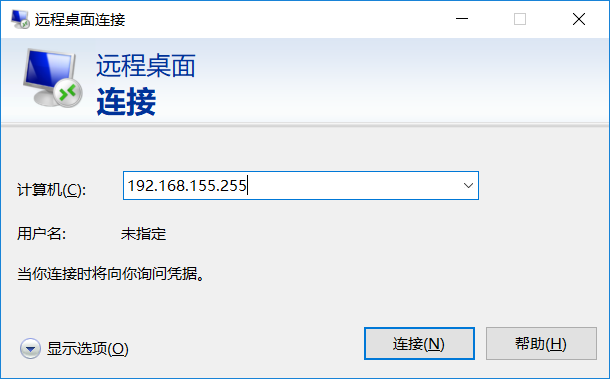 远程桌面连接
远程桌面
连接
计算机(C):
192.168.155.255
用户名:
未指定
当你连接时将向你询问凭据。
显示选项(O)
连接(N)
帮助(H)